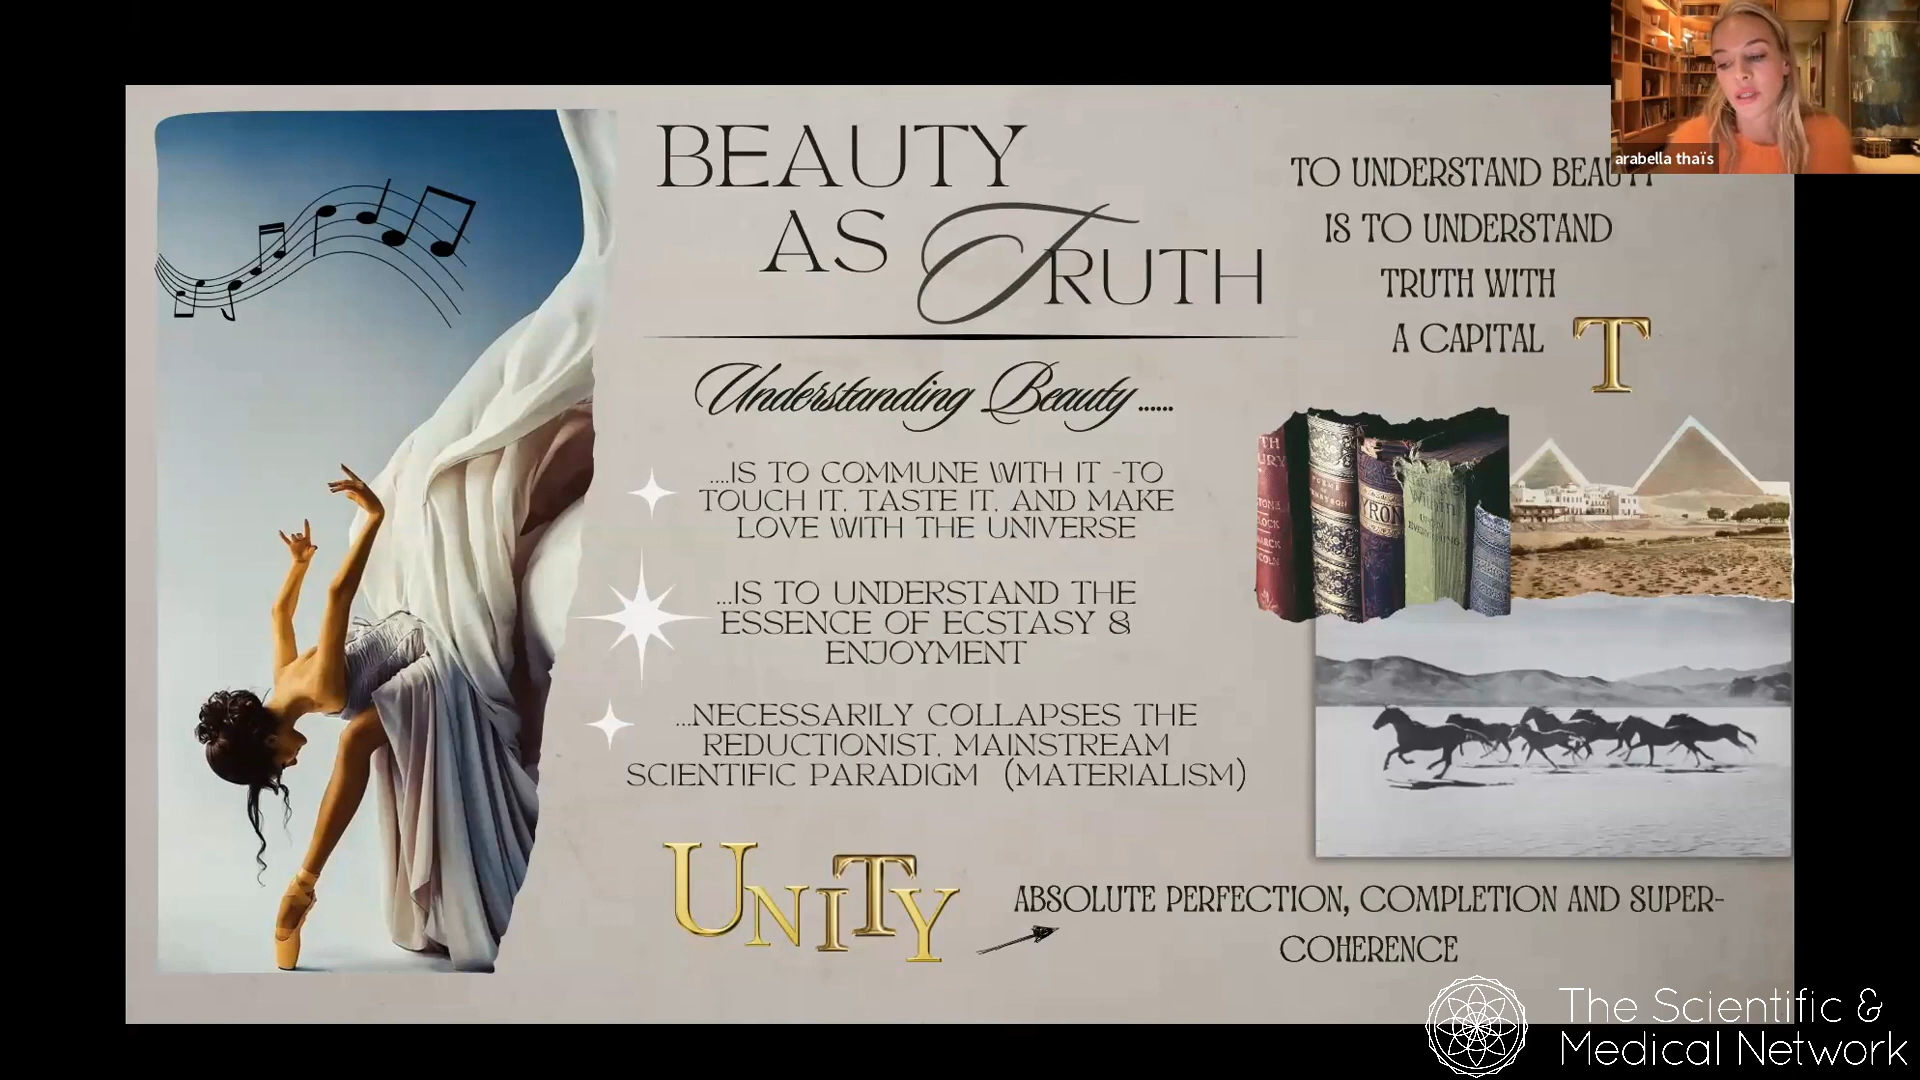 arabella thaïs
BEAUTY
AS TRUTH
Understanding Beauty ......
....IS TO COMMUNE WITH IT -TO
TOUCH IT, TASTE IT, AND MAKE
LOVE WITH THE UNIVERSE
...IS TO UNDERSTAND THE
ESSENCE OF ECSTASY &
ENJOYMENT
...NECESSARILY COLLAPSES THE
REDUCTIONIST, MAINSTREAM
SCIENTIFIC PARADIGM (MATERIALISM)
TO UNDERSTAND BEAUTY
IS TO UNDERSTAND
TRUTH WITH
A CAPITAL T
YRON
UNITY
ABSOLUTE PERFECTION, COMPLETION AND SUPER-
COHERENCE
The Scientific &
Medical Network